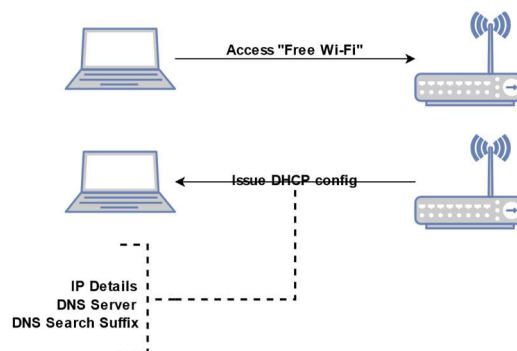 Access "Free Wi-Fi"
Issue DHCP config
IP Details
DNS Server
DNS Search Suffix